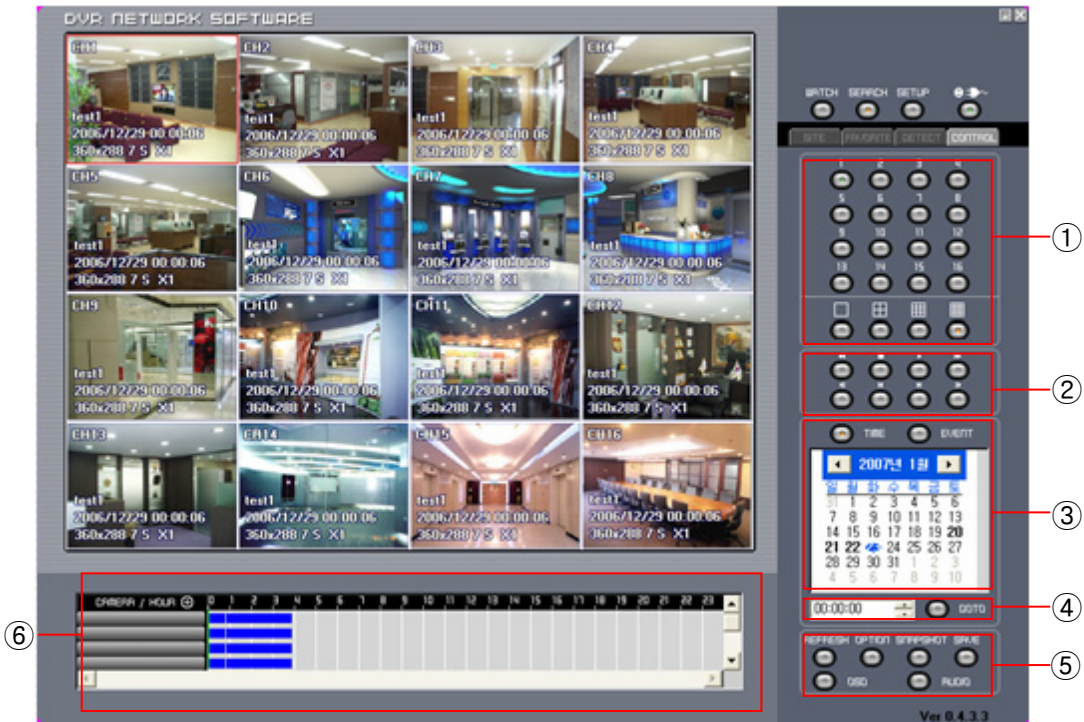 DVR NETWORK SOFTWARE
CH1 CH2 CH3 CH4
test1 test1 test1 test1
2006/12/29 00:00:06 2006/12/29 00:00:06 2006/12/29 00:00:06 2006/12/29 00:00:06
360x288 7 S X1 360x288 7 S X1 360x288 7 S X1 360x288 7 S X1
CH5 CH6 CH7 CH8
test1 test1 test1 test1
2006/12/29 00:00:06 2006/12/29 00:00:06 2006/12/29 00:00:06 2006/12/29 00:00:06
360x288 7 S X1 360x288 7 S X1 360x288 7 S X1 360x288 7 S X1
CH9 CH10 CH11 CH12
test1 test1 test1 test1
2006/12/29 00:00:06 2006/12/29 00:00:06 2006/12/29 00:00:06 2006/12/29 00:00:06
360x288 7 S X1 360x288 7 S X1 360x288 7 S X1 360x288 7 S X1
CH13 CH14 CH15 CH16
test1 test1 test1 test1
2006/12/29 00:00:06 2006/12/29 00:00:06 2006/12/29 00:00:06 2006/12/29 00:00:06
360x288 7 S X1 360x288 7 S X1 360x288 7 S X1 360x288 7 S X1
WATCH SEARCH SETUP
SITE FAVORITE DETECT CONTROL
1 2 3 4
5 6 7 8
9 10 11 12
13 14 15 16
①
②
TIME EVENT
2007년 1월
일 월 화 수 목 금 토
31 1 2 3 4 5 6
7 8 9 10 11 12 13
14 15 16 17 18 19 20
21 22 24 25 26 27
28 29 30 31 1 2 3
4 5 6 7 8 9 10
③
00:00:00 GOTO
④
REFRESH OPTION SNAPSHOT SAVE
OSD AUDIO
⑤
CAMERA / HOUR 0 1 2 3 4 5 6 7 8 9 10 11 12 13 14 15 16 17 18 19 20 21 22 23
⑥
Ver 8.4.3.3